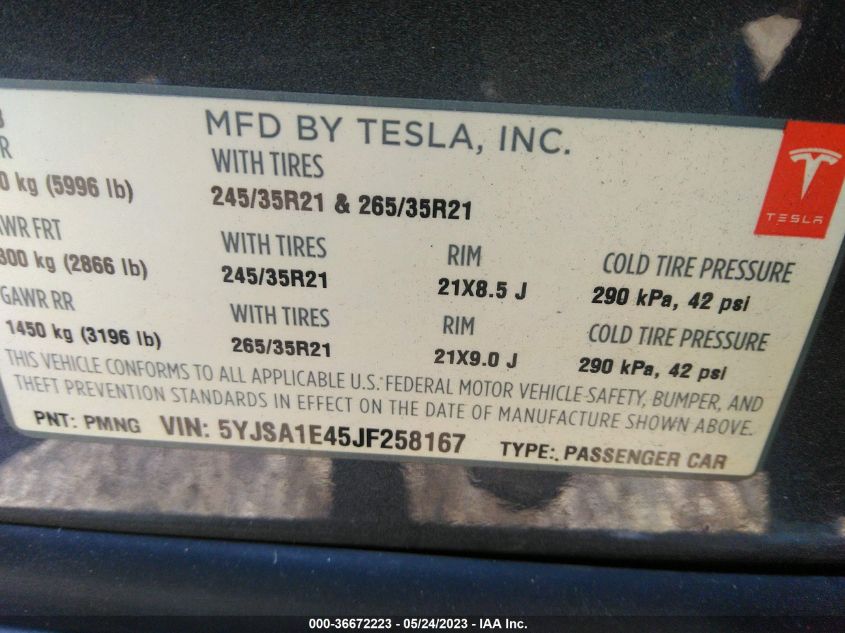 MFD BY TESLA, INC.
R WITH TIRES
0 kg (5996 lb) 245/35R21 & 265/35R21
TESLA
WR FRT WITH TIRES RIM COLD TIRE PRESSURE
300 kg (2866 lb) 245/35R21 21X8.5 J 290 kPa, 42 psi
GAWR RR WITH TIRES RIM COLD TIRE PRESSURE
1450 kg (3196 lb) 265/35R21 21X9.0 J 290 kPa, 42 psi
THIS VEHICLE CONFORMS TO ALL APPLICABLE U.S. FEDERAL MOTOR VEHICLE SAFETY, BUMPER, AND
THEFT PREVENTION STANDARDS IN EFFECT ON THE DATE OF MANUFACTURE SHOWN ABOVE.
PNT: PMNG VIN: 5YJSA1E45JF258167 TYPE: PASSENGER CAR
000-36672223 - 05/24/2023 - IAA Inc.